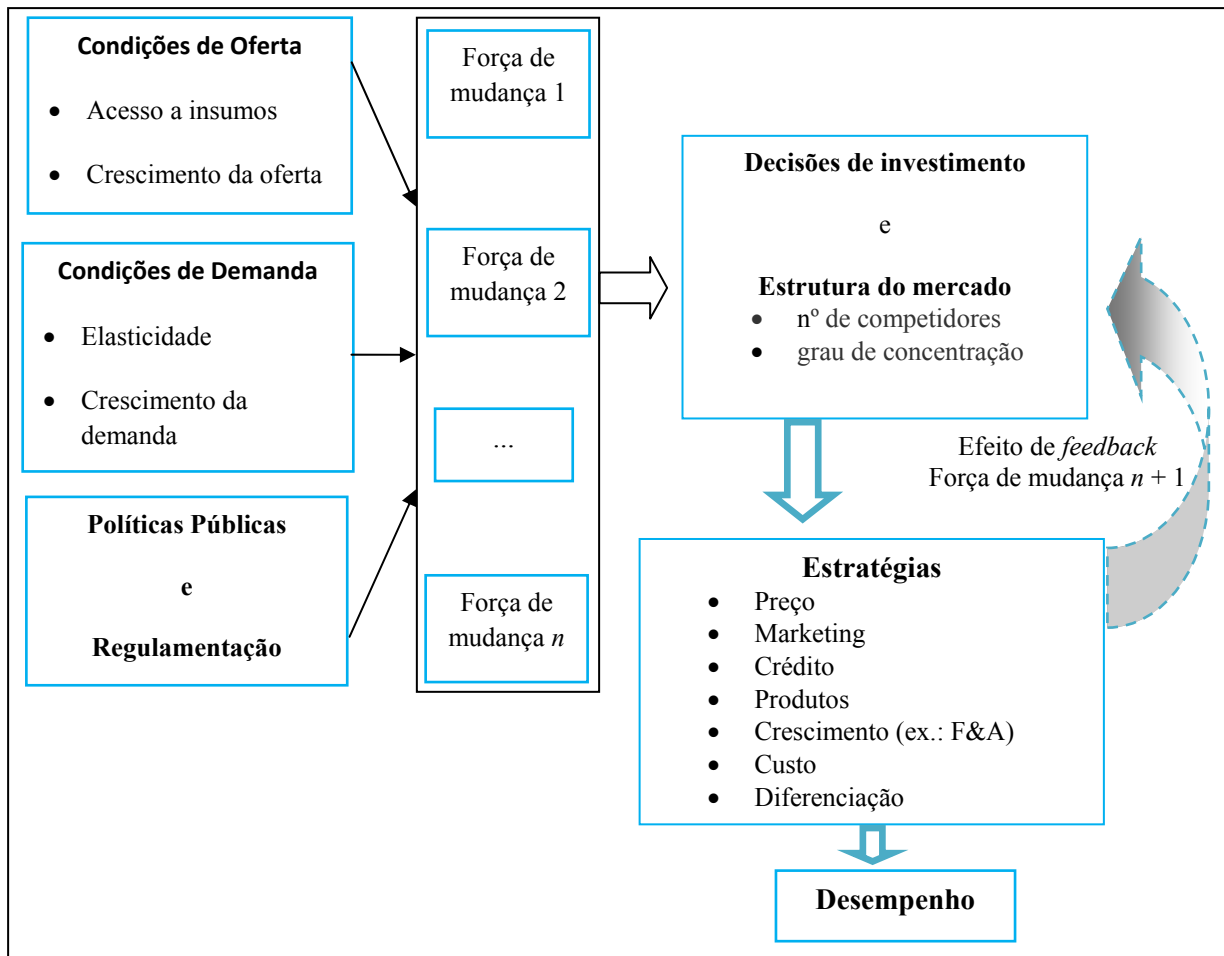 Condições de Oferta
• Acesso a insumos
• Crescimento da oferta
Condições de Demanda
• Elasticidade
• Crescimento da
demanda
Políticas Públicas
e
Regulamentação
Força de
mudança 1
Força de
mudança 2
...
Força de
mudança n
Decisões de investimento
e
Estrutura do mercado
• nº de competidores
• grau de concentração
Efeito de feedback
Força de mudança n + 1
Estratégias
• Preço
• Marketing
• Crédito
• Produtos
• Crescimento (ex.: F&A)
• Custo
• Diferenciação
Desempenho